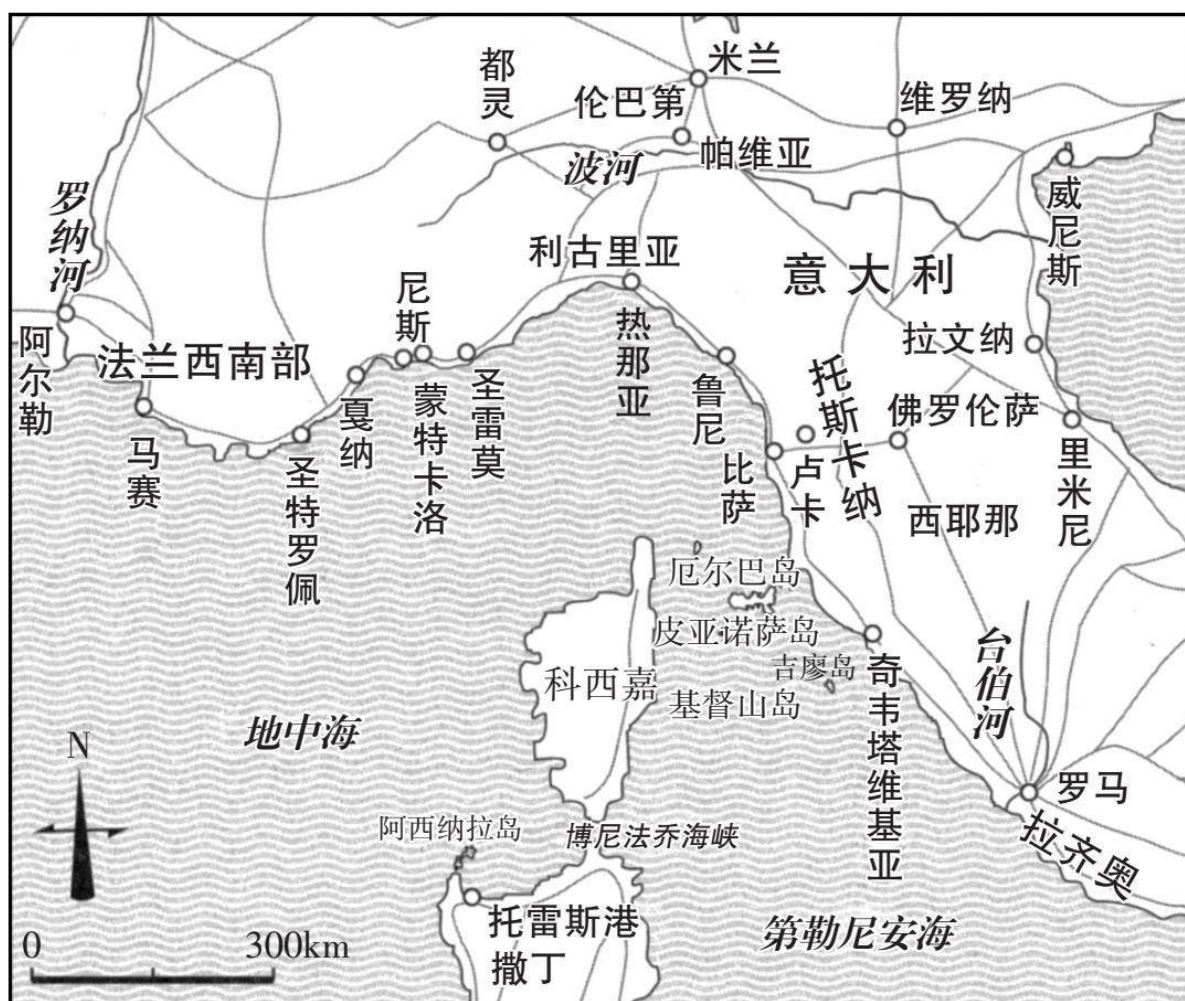 米兰
都灵
伦巴第
维罗纳
帕维亚
波河
威尼斯
罗纳河
利古里亚
意大利
尼斯
热那亚
拉文纳
阿尔勒
法兰西南部
戛纳
蒙特卡洛
圣雷莫
鲁尼
托斯卡纳
佛罗伦萨
马赛
圣特罗佩
比萨
卢卡
西耶那
里米尼
厄尔巴岛
皮亚诺萨岛
吉廖岛
科西嘉
基督山岛
奇韦塔维基亚
台伯河
地中海
N
罗马
阿西纳拉岛
博尼法乔海峡
拉齐奥
托雷斯港
撒丁
第勒尼安海
0 300km